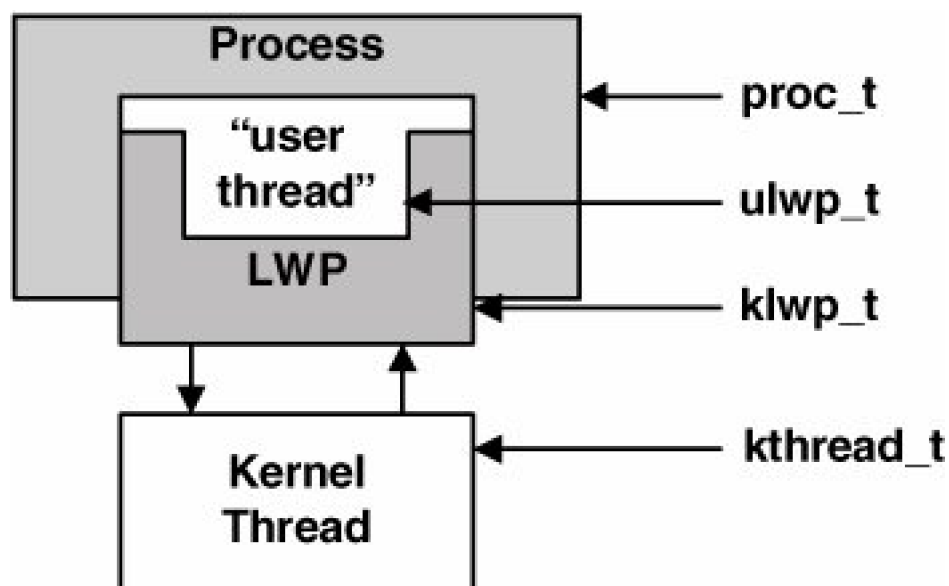 Process
proc_t
“user
thread”
ulwp_t
LWP
klwp_t
Kernel
Thread
kthread_t